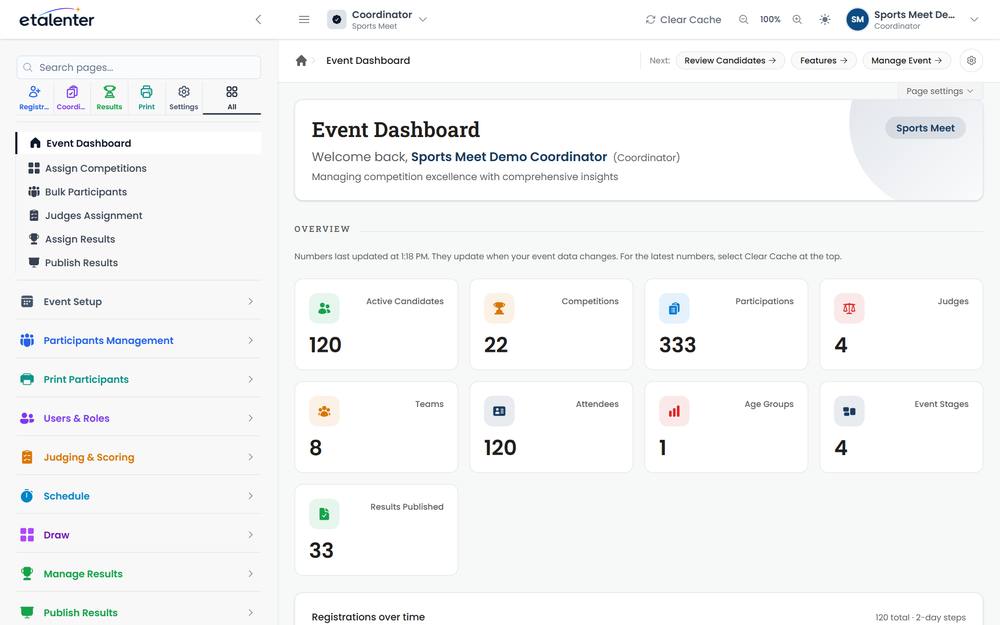 etalenter
Coordinator
Sports Meet
Clear Cache
100%
SM
Sports Meet De...
Coordinator
Search pages...
Registr...
Coordi...
Results
Print
Settings
All
Event Dashboard
Assign Competitions
Bulk Participants
Judges Assignment
Assign Results
Publish Results
Event Setup
Participants Management
Print Participants
Users & Roles
Judging & Scoring
Schedule
Draw
Manage Results
Publish Results
Event Dashboard
Next:
Review Candidates →
Features →
Manage Event →
Page settings
Event Dashboard
Sports Meet
Welcome back, Sports Meet Demo Coordinator (Coordinator)
Managing competition excellence with comprehensive insights
OVERVIEW
Numbers last updated at 1:18 PM. They update when your event data changes. For the latest numbers, select Clear Cache at the top.
Active Candidates
120
Competitions
22
Participations
333
Judges
4
Teams
8
Attendees
120
Age Groups
1
Event Stages
4
Results Published
33
Registrations over time
120 total · 2-day steps